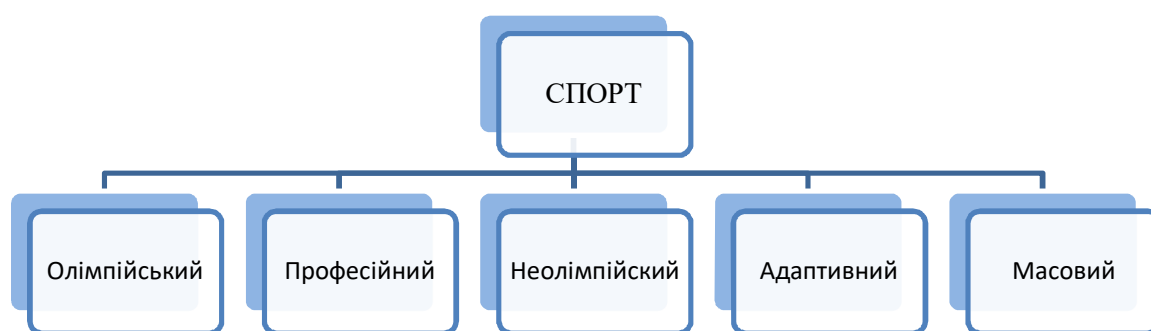 СПОРТ
Олімпійський
Професійний
Неолімпійский
Адаптивний
Масовий